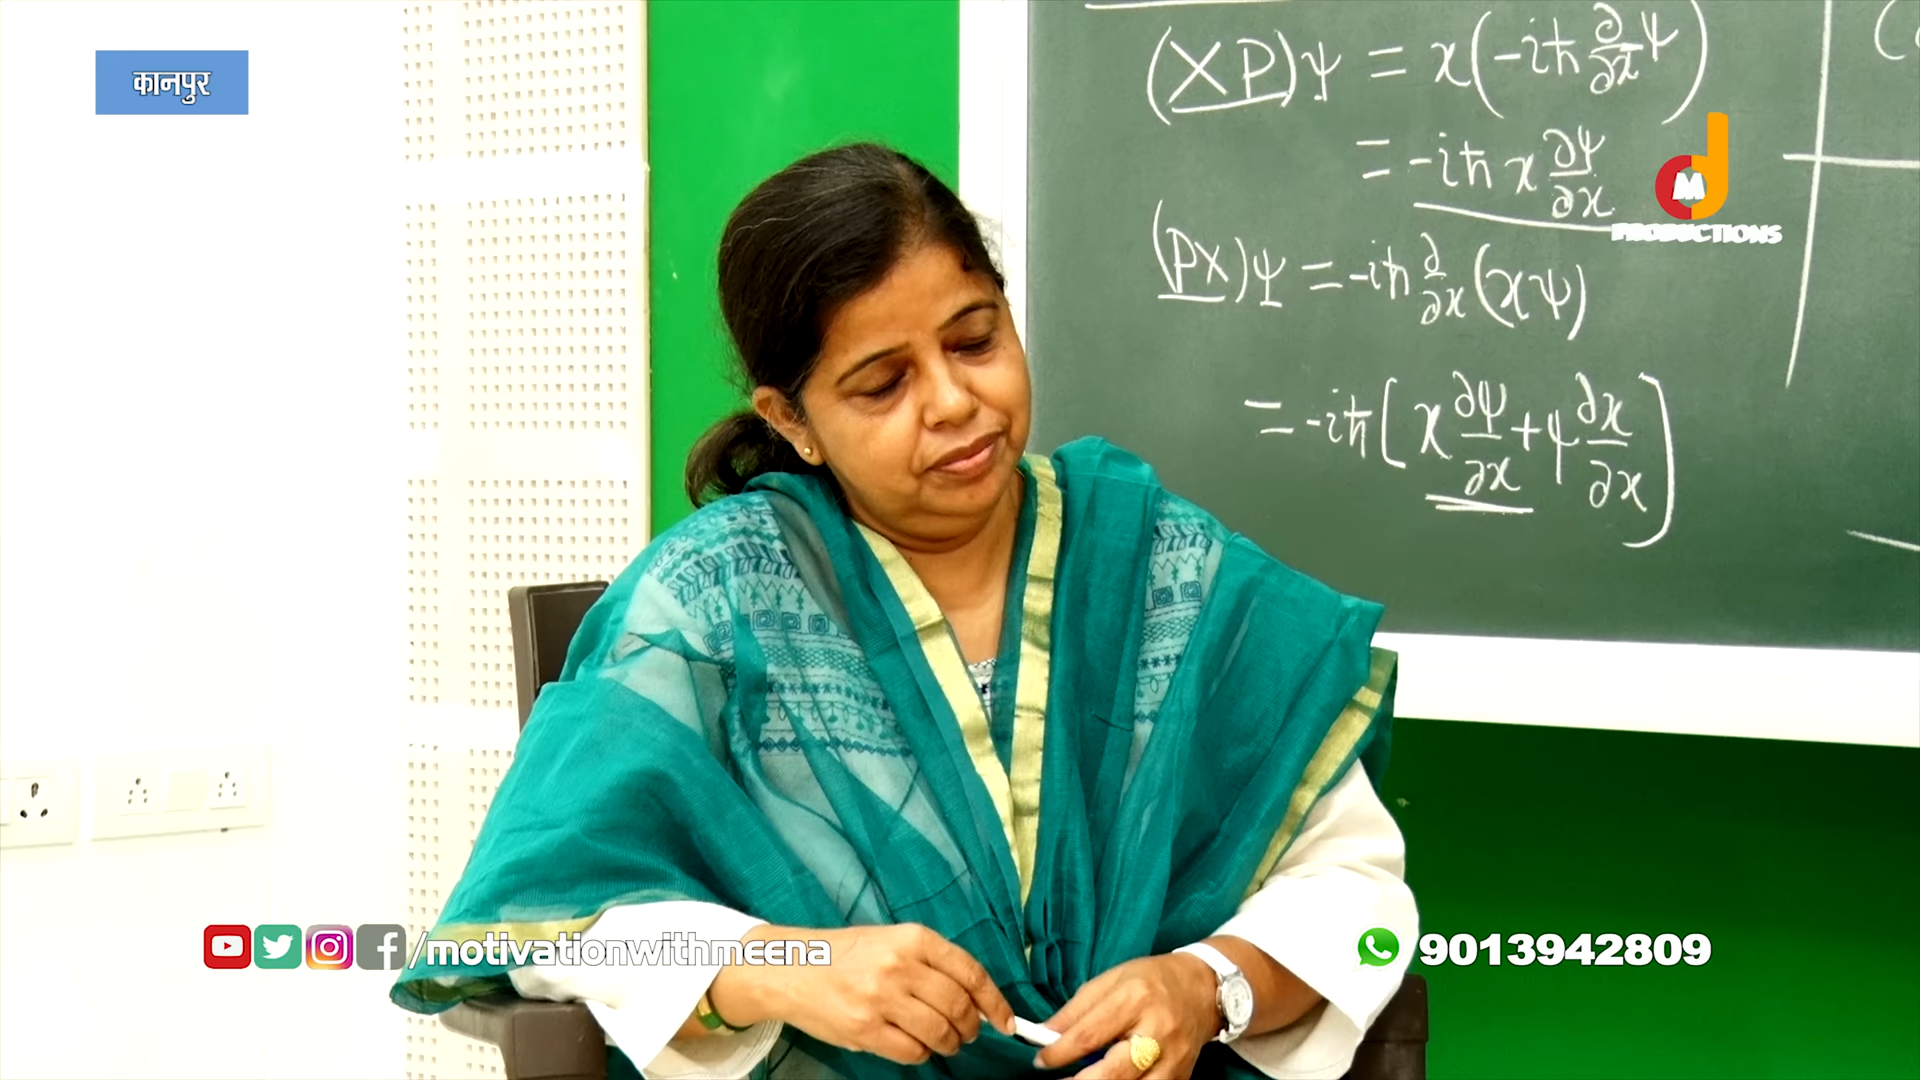 कानपुर
(XP)ψ = x(-iħ ∂/∂x ψ)
= -iħ x ∂ψ/∂x
(PX)ψ = -iħ ∂/∂x (xψ)
= -iħ [x ∂ψ/∂x + ψ ∂x/∂x]
M d
PRODUCTIONS
/motivationwithmeena
9013942809